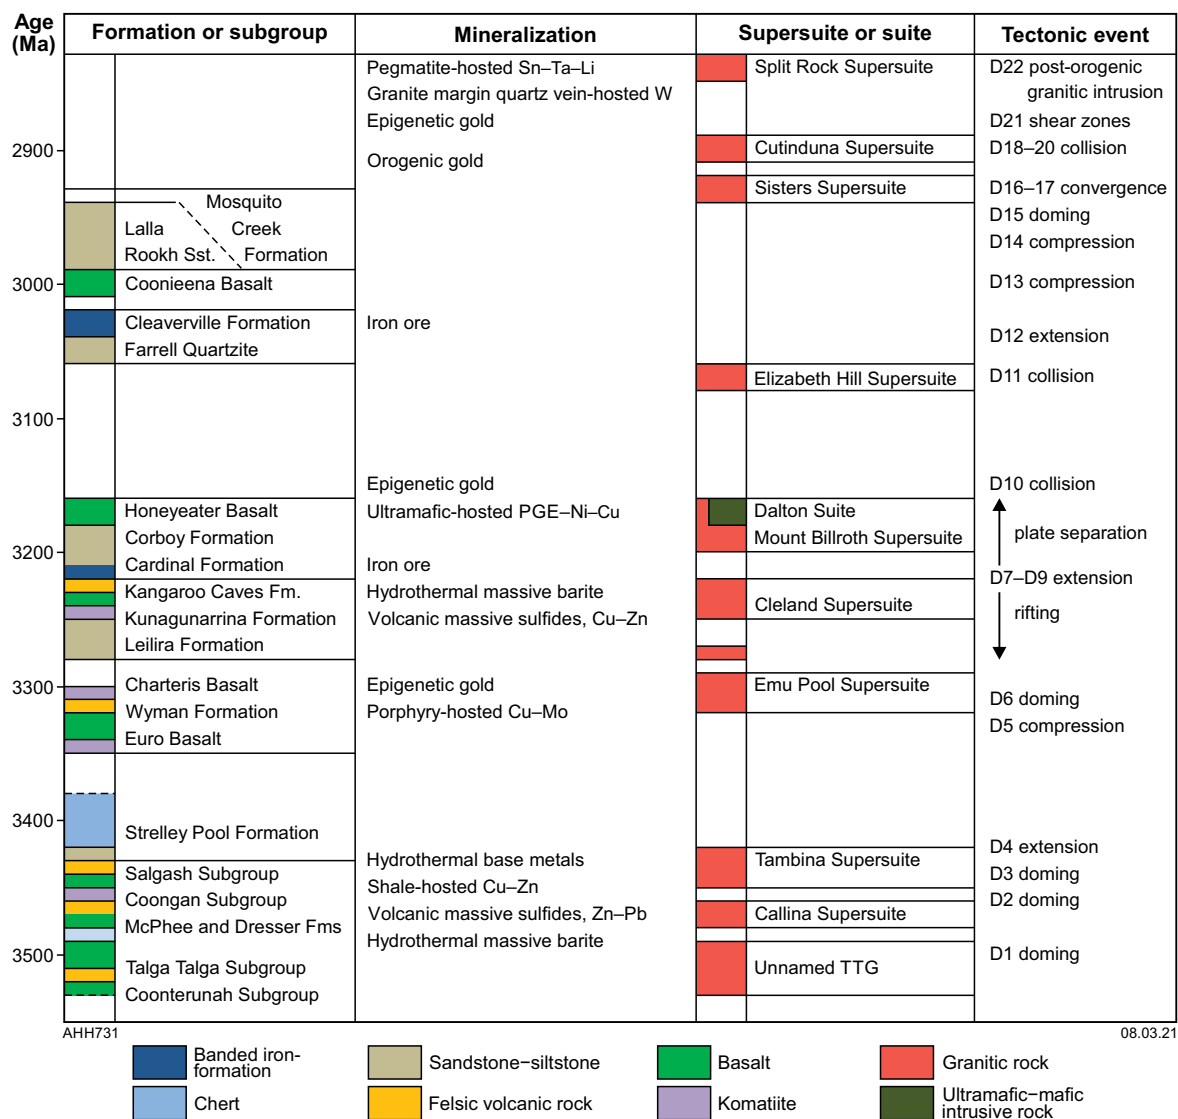 Age
(Ma)
Formation or subgroup
Mineralization
Supersuite or suite
Tectonic event
2900
3000
3100
3200
3300
3400
3500
Mosquito
Lalla Creek
Rookh Sst. Formation
Coonieena Basalt
Cleaverville Formation
Farrell Quartzite
Honeyeater Basalt
Corboy Formation
Cardinal Formation
Kangaroo Caves Fm.
Kunagunarrina Formation
Leilira Formation
Charteris Basalt
Wyman Formation
Euro Basalt
Strelley Pool Formation
Salgash Subgroup
Coongan Subgroup
McPhee and Dresser Fms
Talga Talga Subgroup
Coonterunah Subgroup
Pegmatite-hosted Sn–Ta–Li
Granite margin quartz vein-hosted W
Epigenetic gold
Orogenic gold
Iron ore
Epigenetic gold
Ultramafic-hosted PGE–Ni–Cu
Iron ore
Hydrothermal massive barite
Volcanic massive sulfides, Cu–Zn
Epigenetic gold
Porphyry-hosted Cu–Mo
Hydrothermal base metals
Shale-hosted Cu–Zn
Volcanic massive sulfides, Zn–Pb
Hydrothermal massive barite
Split Rock Supersuite
Cutinduna Supersuite
Sisters Supersuite
Elizabeth Hill Supersuite
Dalton Suite
Mount Billroth Supersuite
Cleland Supersuite
Emu Pool Supersuite
Tambina Supersuite
Callina Supersuite
Unnamed TTG
D22 post-orogenic
granitic intrusion
D21 shear zones
D18–20 collision
D16–17 convergence
D15 doming
D14 compression
D13 compression
D12 extension
D11 collision
D10 collision
plate separation
D7–D9 extension
rifting
D6 doming
D5 compression
D4 extension
D3 doming
D2 doming
D1 doming
AHH731
08.03.21
Banded iron-
formation
Sandstone–siltstone
Basalt
Granitic rock
Chert
Felsic volcanic rock
Komatiite
Ultramafic–mafic
intrusive rock